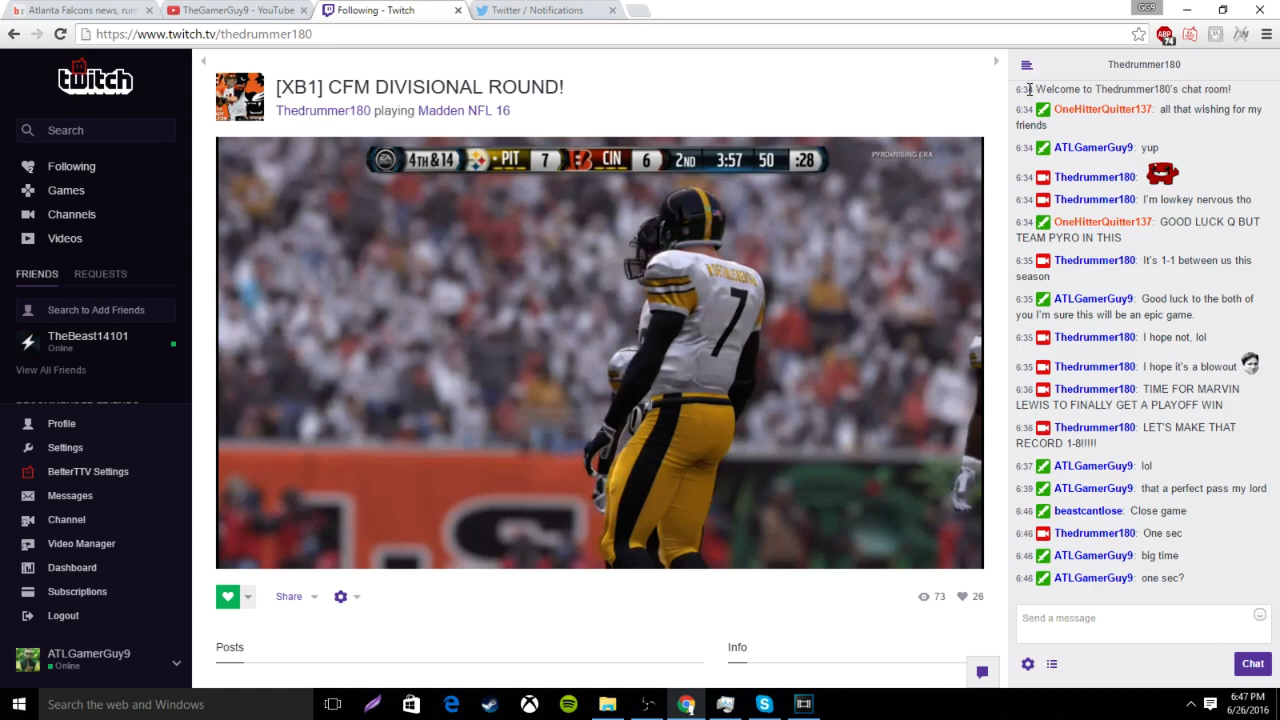 Atlanta Falcons news, rum
TheGamerGuy9 - YouTube
Following - Twitch
Twitter / Notifications
GG9
https://www.twitch.tv/thedrummer180
ABP
74
twitch
Search
Following
Games
Channels
Videos
FRIENDS REQUESTS
Search to Add Friends
TheBeast14101
Online
View All Friends
Profile
Settings
BetterTTV Settings
Messages
Channel
Video Manager
Dashboard
Subscriptions
Logout
ATLGamerGuy9
Online
[XB1] CFM DIVISIONAL ROUND!
Thedrummer180 playing Madden NFL 16
EA 4TH & 14 PIT 7 CIN 6 2ND 3:57 50 :28
PYROxRISING ERA
7
Share
73 26
Posts
Info
Thedrummer180
6:34 Welcome to Thedrummer180's chat room!
6:34 OneHitterQuitter137: all that wishing for my
friends
6:34 ATLGamerGuy9: yup
6:34 Thedrummer180:
6:34 Thedrummer180: I'm lowkey nervous tho
6:34 OneHitterQuitter137: GOOD LUCK Q BUT
TEAM PYRO IN THIS
6:35 Thedrummer180: It's 1-1 between us this
season
6:35 ATLGamerGuy9: Good luck to the both of
you I'm sure this will be an epic game.
6:35 Thedrummer180: I hope not, lol
6:35 Thedrummer180: I hope it's a blowout
6:36 Thedrummer180: TIME FOR MARVIN
LEWIS TO FINALLY GET A PLAYOFF WIN
6:36 Thedrummer180: LET'S MAKE THAT
RECORD 1-8!!!!!
6:37 ATLGamerGuy9: lol
6:39 ATLGamerGuy9: that a perfect pass my lord
6:46 beastcantlose: Close game
6:46 Thedrummer180: One sec
6:46 ATLGamerGuy9: big time
6:46 ATLGamerGuy9: one sec?
Send a message
Chat
Search the web and Windows
6:47 PM
6/26/2016